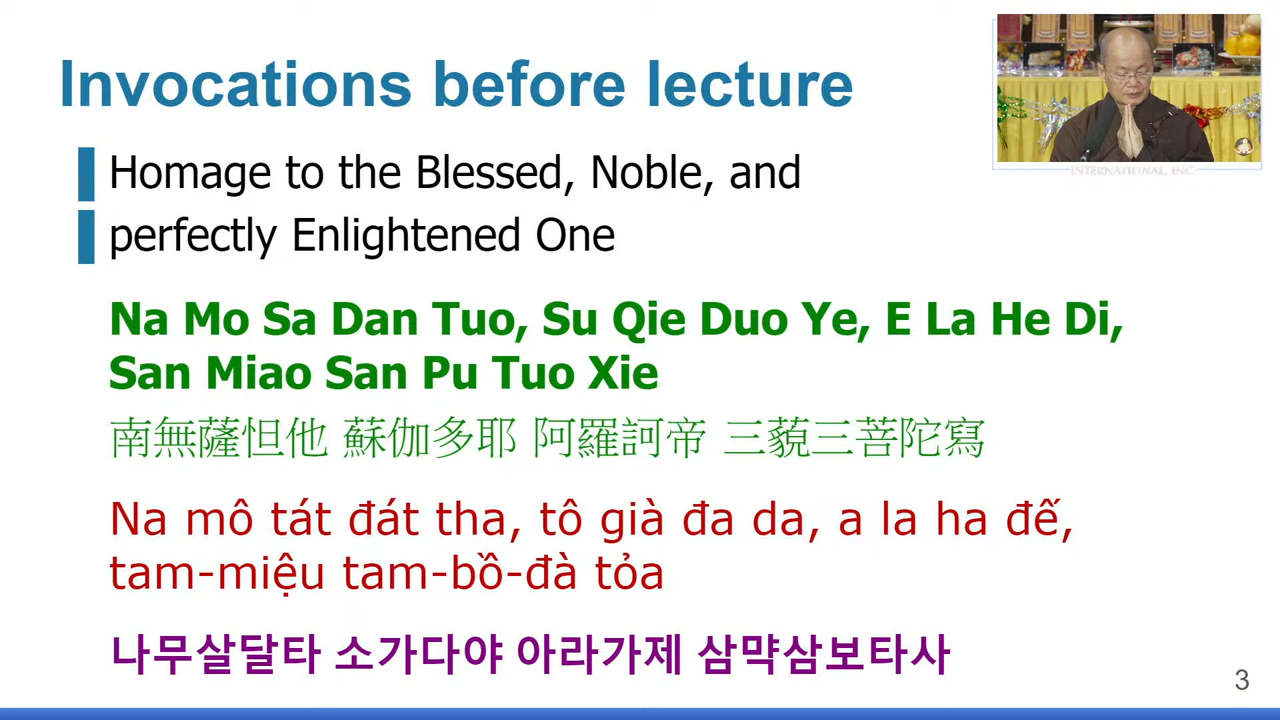 Invocations before lecture
Homage to the Blessed, Noble, and
perfectly Enlightened One
Na Mo Sa Dan Tuo, Su Qie Duo Ye, E La He Di,
San Miao San Pu Tuo Xie
南無薩怛他 蘇伽多耶 阿羅訶帝 三藐三菩陀寫
Na mô tát đát tha, tô già đa da, a la ha đế,
tam-miệu tam-bồ-đà tỏa
나무살달타 소가다야 아라가제 삼먁삼보타사
INTERNATIONAL, INC
3